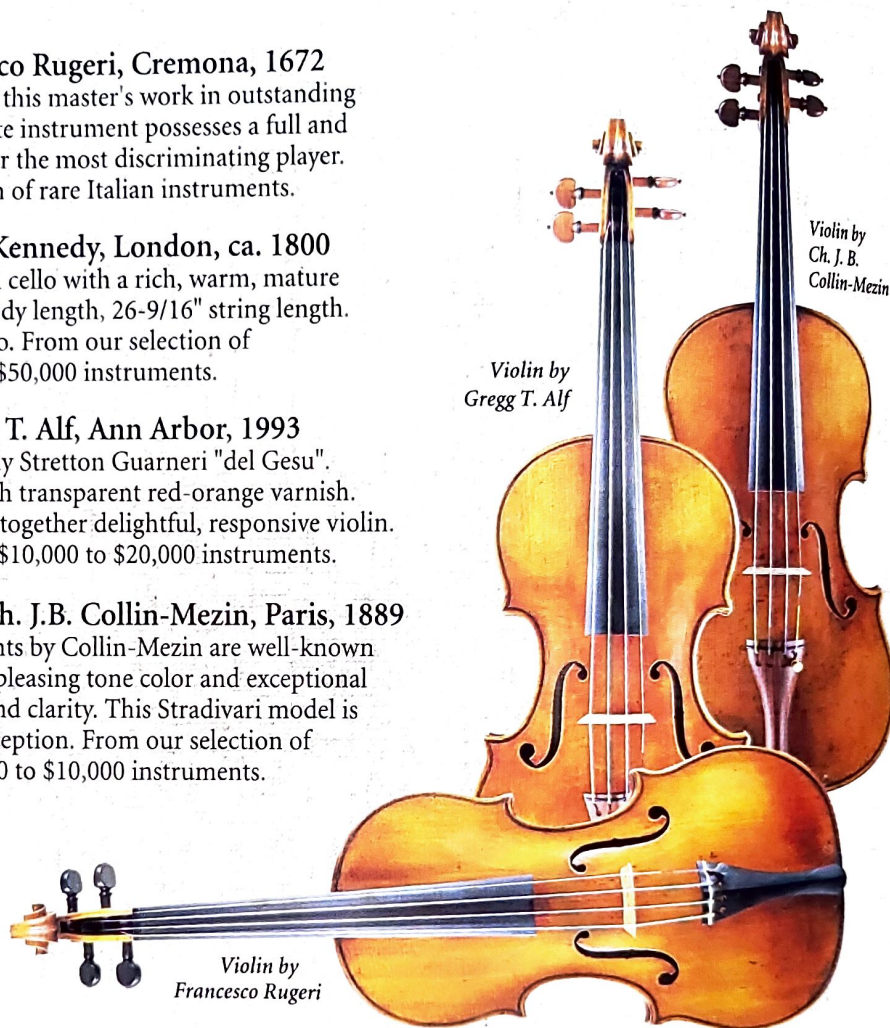 co Rugeri, Cremona, 1672
this master's work in outstanding
te instrument possesses a full and
r the most discriminating player.
n of rare Italian instruments.
Kennedy, London, ca. 1800
cello with a rich, warm, mature
dy length, 26-9/16" string length.
o. From our selection of
$50,000 instruments.
T. Alf, Ann Arbor, 1993
y Stretton Guarneri "del Gesu".
h transparent red-orange varnish.
together delightful, responsive violin.
$10,000 to $20,000 instruments.
h. J.B. Collin-Mezin, Paris, 1889
nts by Collin-Mezin are well-known
pleasing tone color and exceptional
nd clarity. This Stradivari model is
eption. From our selection of
0 to $10,000 instruments.
Violin by
Ch. J. B.
Collin-Mezin
Violin by
Gregg T. Alf
Violin by
Francesco Rugeri